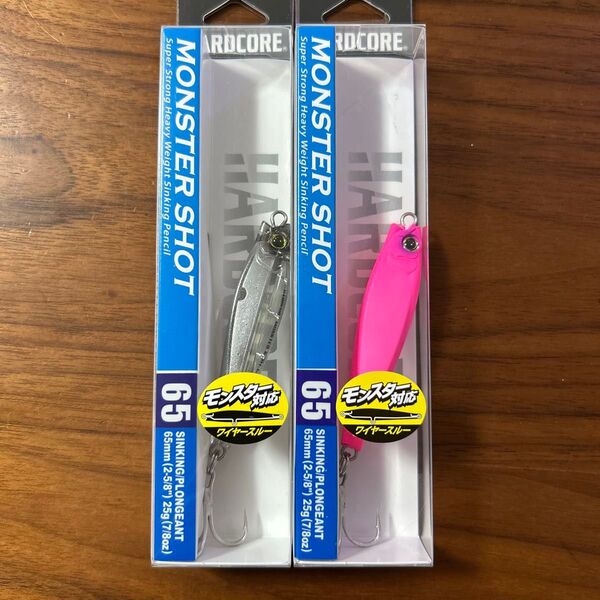 ARDCORE®
MONSTER SHOT
Super Strong Heavy Weight Sinking Pencil
HARDCORE
65
SINKING/PLONGEANT
65mm (2-5/8") 25g (7/8oz)
モンスター対応
ワイヤースルー
RDCORE®
MONSTER SHOT
Super Strong Heavy Weight Sinking Pencil
HARDCORE
65
SINKING/PLONGEANT
65mm (2-5/8") 25g (7/8oz)
モンスター対応
ワイヤースルー